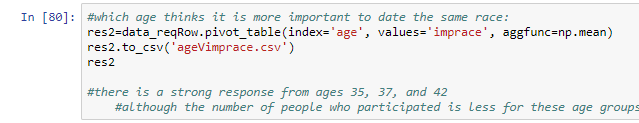 In [80]: #which age thinks it is more important to date the same race:
res2=data_reqRow.pivot_table(index='age', values='imprace', aggfunc=np.mean)
res2.to_csv('ageVimprace.csv')
res2
#there is a strong response from ages 35, 37, and 42
#although the number of people who participated is less for these age groups